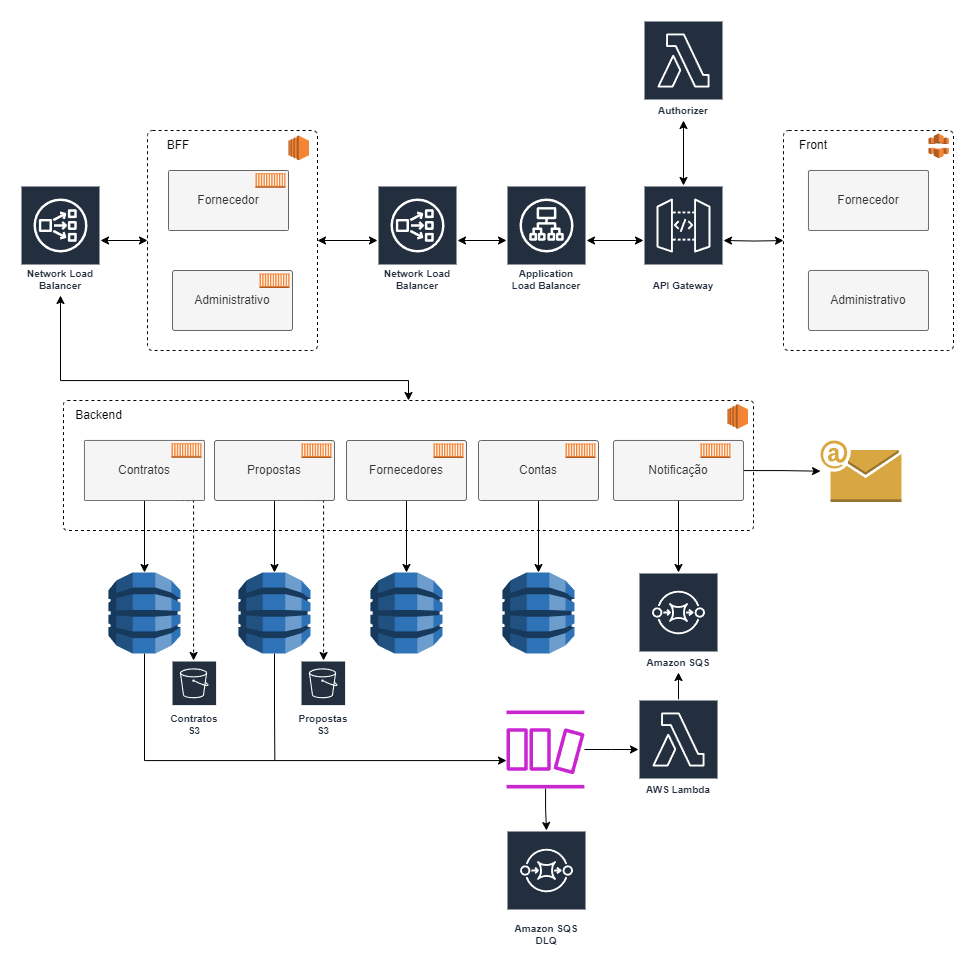 Authorizer
BFF
Front
Fornecedor
Fornecedor
Network Load
Balancer
Network Load
Balancer
Application
Load Balancer
API Gateway
Administrativo
Administrativo
Backend
Contratos
Propostas
Fornecedores
Contas
Notificação
@
Amazon SQS
Contratos
S3
Propostas
S3
AWS Lambda
Amazon SQS
DLQ